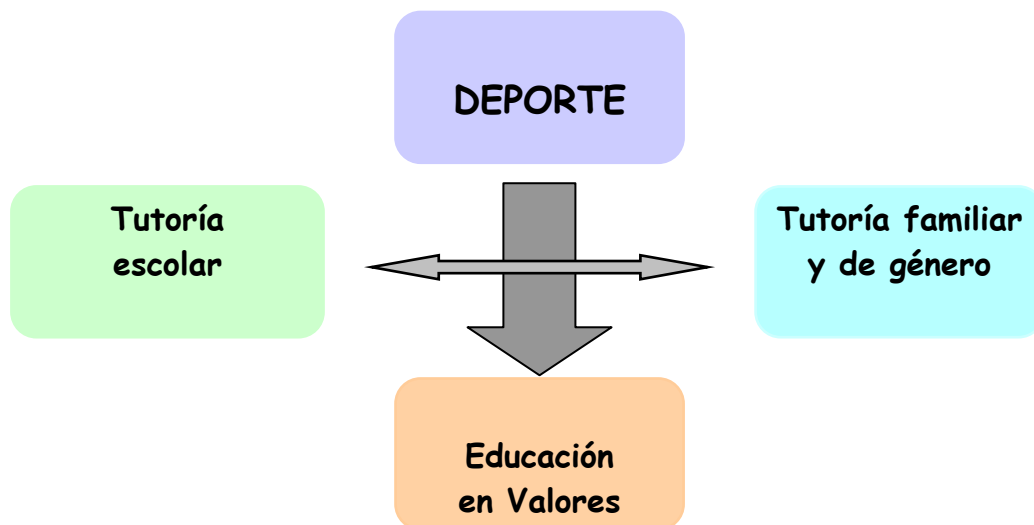 DEPORTE
Tutoría
escolar
Tutoría familiar
y de género
Educación
en Valores